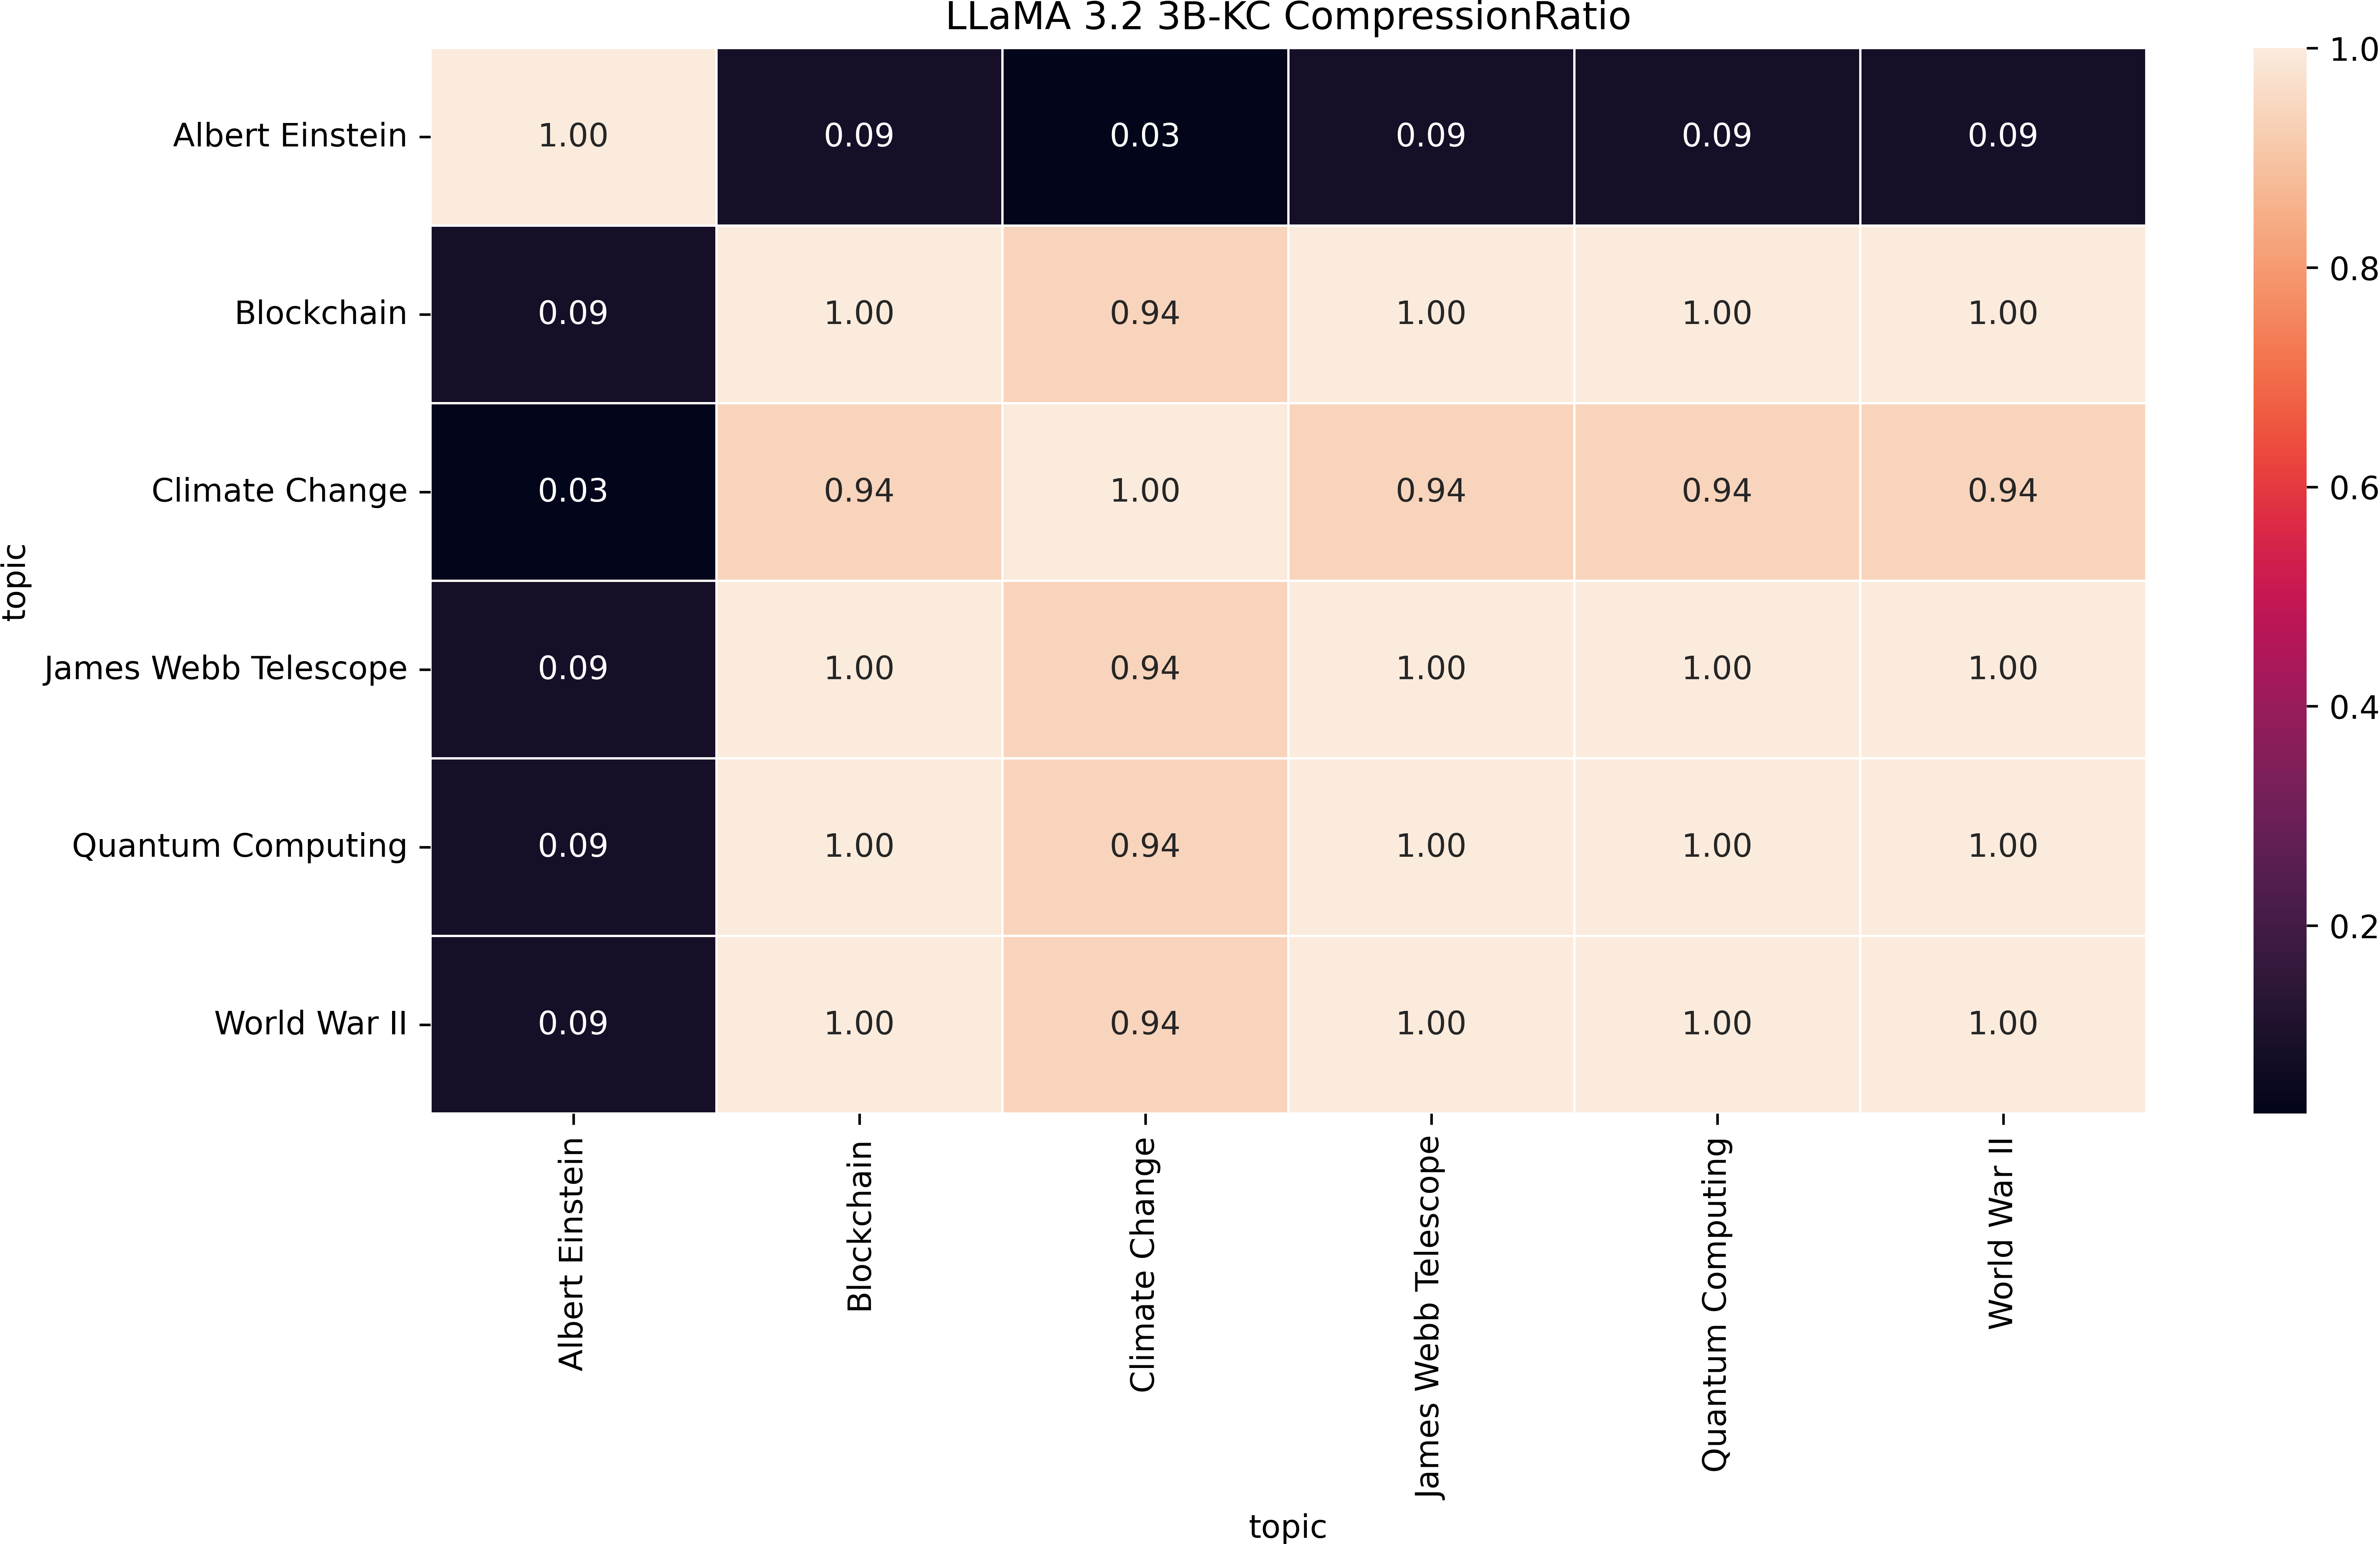 LLaMA 3.2 3B-KC CompressionRatio
Albert Einstein 1.00 0.09 0.03 0.09 0.09 0.09
Blockchain 0.09 1.00 0.94 1.00 1.00 1.00
Climate Change 0.03 0.94 1.00 0.94 0.94 0.94
James Webb Telescope 0.09 1.00 0.94 1.00 1.00 1.00
Quantum Computing 0.09 1.00 0.94 1.00 1.00 1.00
World War II 0.09 1.00 0.94 1.00 1.00 1.00
topic
Albert Einstein
Blockchain
Climate Change
James Webb Telescope
Quantum Computing
World War II
topic
1.0
0.8
0.6
0.4
0.2